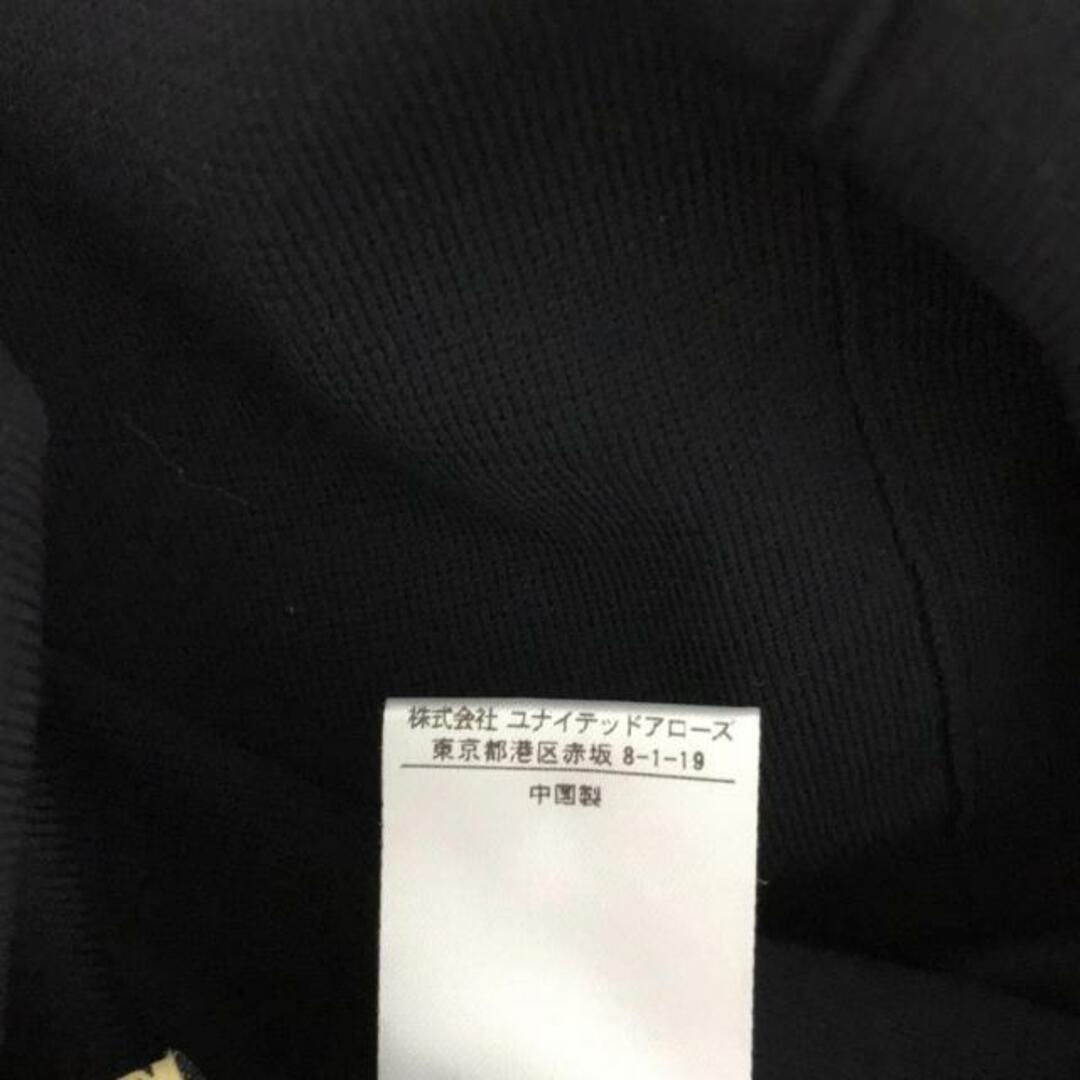 株式会社 ユナイテッドアローズ
東京都港区赤坂 8-1-19
中国製